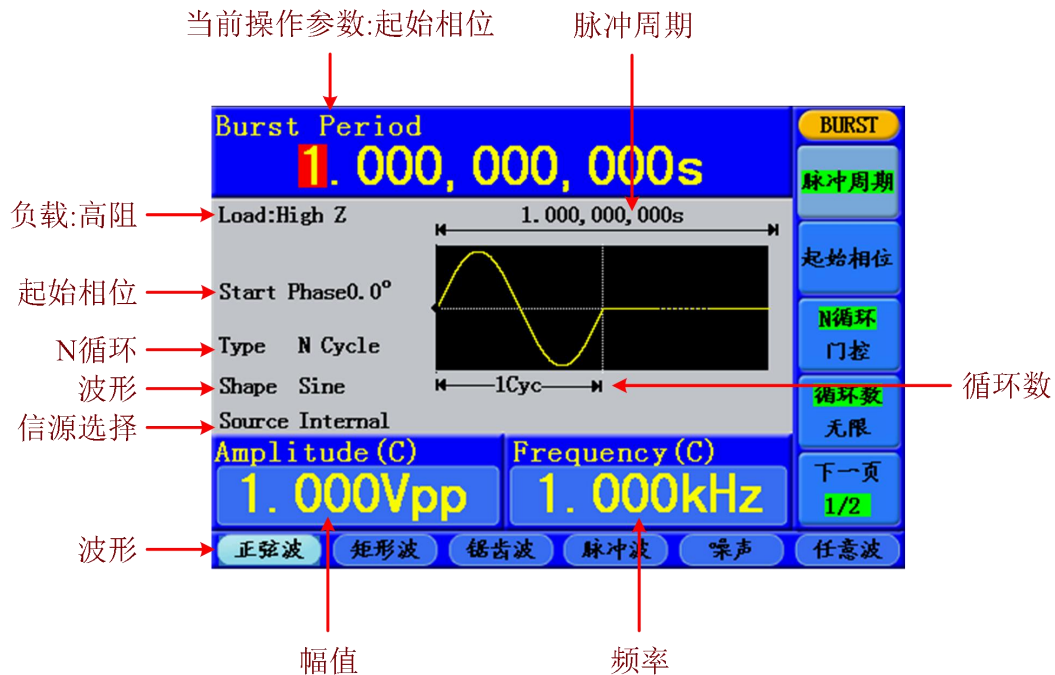 当前操作参数:起始相位
脉冲周期
Burst Period
1.000,000,000s
BURST
脉冲周期
负载:高阻
Load:High Z
1.000,000,000s
起始相位
起始相位
Start Phase0.0°
N循环
门控
N循环
Type N Cycle
波形
Shape Sine
1Cyc
循环数
循环数
无限
信源选择
Source Internal
Amplitude(C)
1.000Vpp
Frequency(C)
1.000kHz
下一页
1/2
波形
正弦波
矩形波
锯齿波
脉冲波
噪声
任意波
幅值
频率